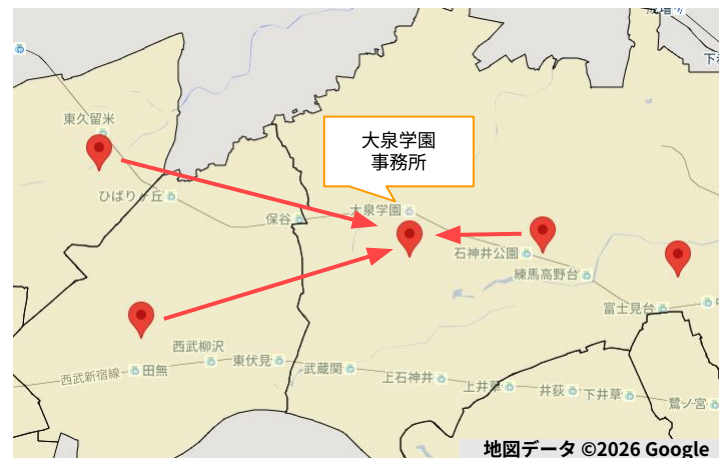 東久留米
ひばりヶ丘
保谷
大泉学園
事務所
大泉学園
石神井公園
練馬高野台
富士見台
西武柳沢
西武新宿線
田無
東伏見
武蔵関
上石神井
上井草
井荻
下井草
鷺ノ宮
地図データ ©2026 Google